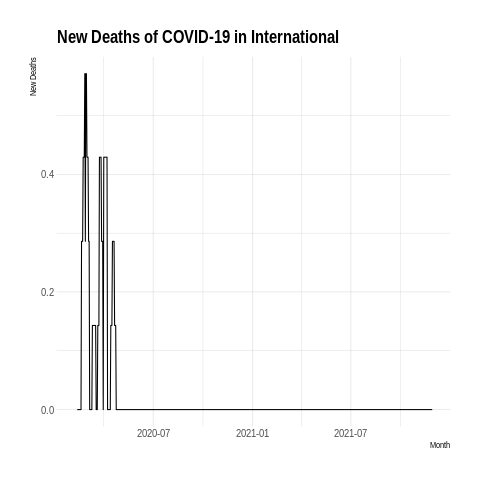 New Deaths of COVID-19 in International
New Deaths
0.4
0.2
0.0
2020-07 2021-01 2021-07
Month